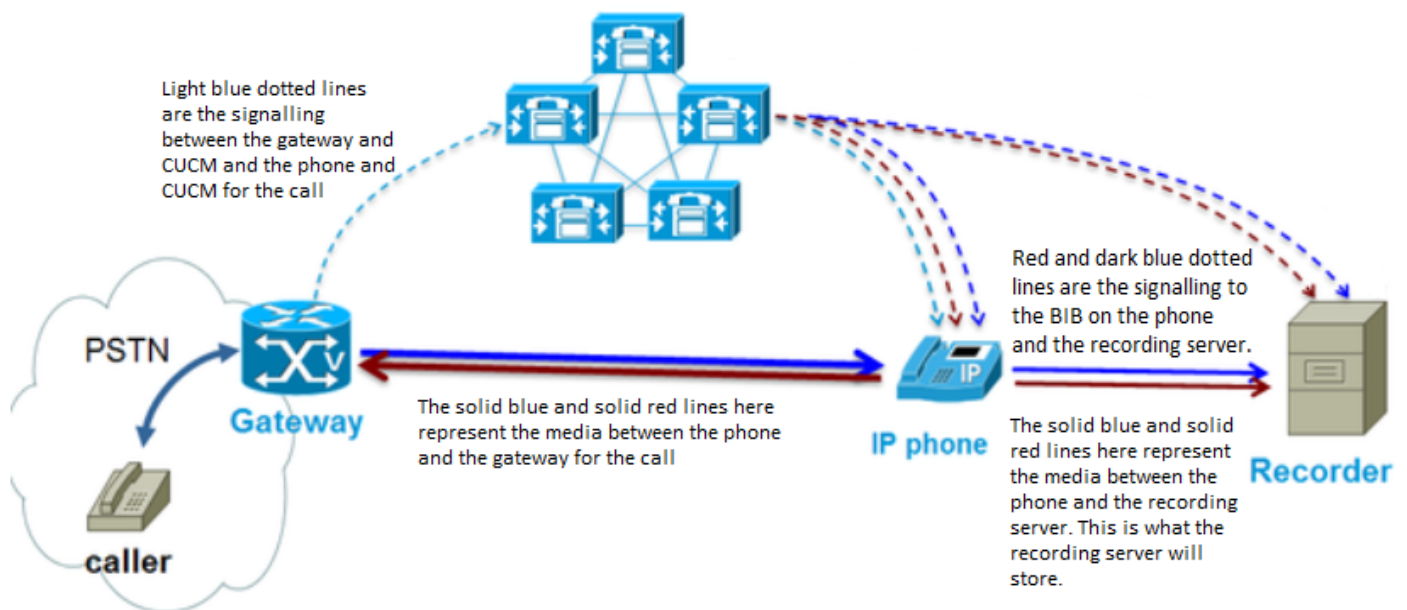 Light blue dotted lines
are the signalling
between the gateway and
CUCM and the phone and
CUCM for the call
PSTN
V
Gateway
caller
The solid blue and solid red lines here
represent the media between the phone
and the gateway for the call
IP
IP phone
Red and dark blue dotted
lines are the signalling to
the BIB on the phone
and the recording server.
The solid blue and solid
red lines here represent
the media between the
phone and the recording
server. This is what the
recording server will
store.
Recorder